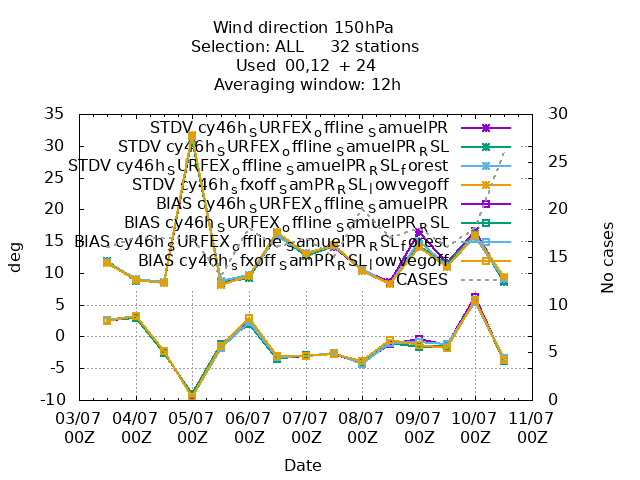 Wind direction 150hPa
Selection: ALL 32 stations
Used 00,12 + 24
Averaging window: 12h
35 30
30 25
25 20
20 15
15 10
10 5
5 0
0
-5
-10
deg
No cases
STDV cy46h_SURFEX_offline_SamuelPR
STDV cy46h_SURFEX_offline_SamuelPR_RSL
STDV cy46h_SURFEX_offline_SamuelPR_RSL_forest
STDV cy46h_sfxoff_SamPR_RSL_lowvegoff
BIAS cy46h_SURFEX_offline_SamuelPR
BIAS cy46h_SURFEX_offline_SamuelPR_RSL
BIAS cy46h_SURFEX_offline_SamuelPR_RSL_forest
BIAS cy46h_sfxoff_SamPR_RSL_lowvegoff
CASES
03/07 04/07 05/07 06/07 07/07 08/07 09/07 10/07 11/07
00Z 00Z 00Z 00Z 00Z 00Z 00Z 00Z 00Z
Date